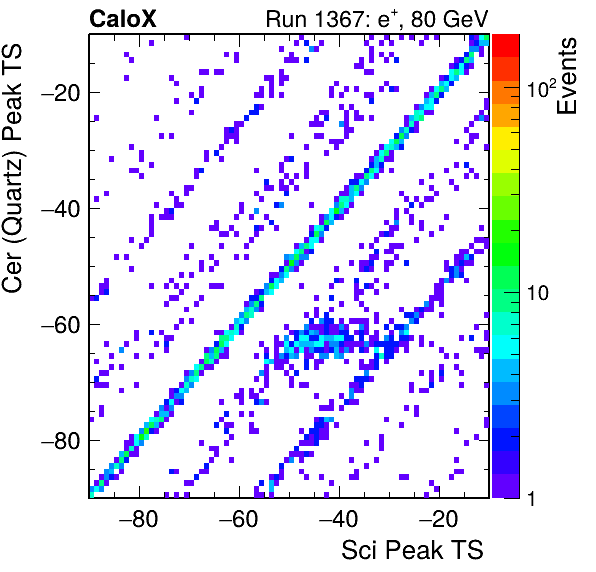 CaloX Run 1367: e⁺, 80 GeV
Cer (Quartz) Peak TS
−20
−40
−60
−80
−80 −60 −40 −20
Sci Peak TS
10²
10
1
Events